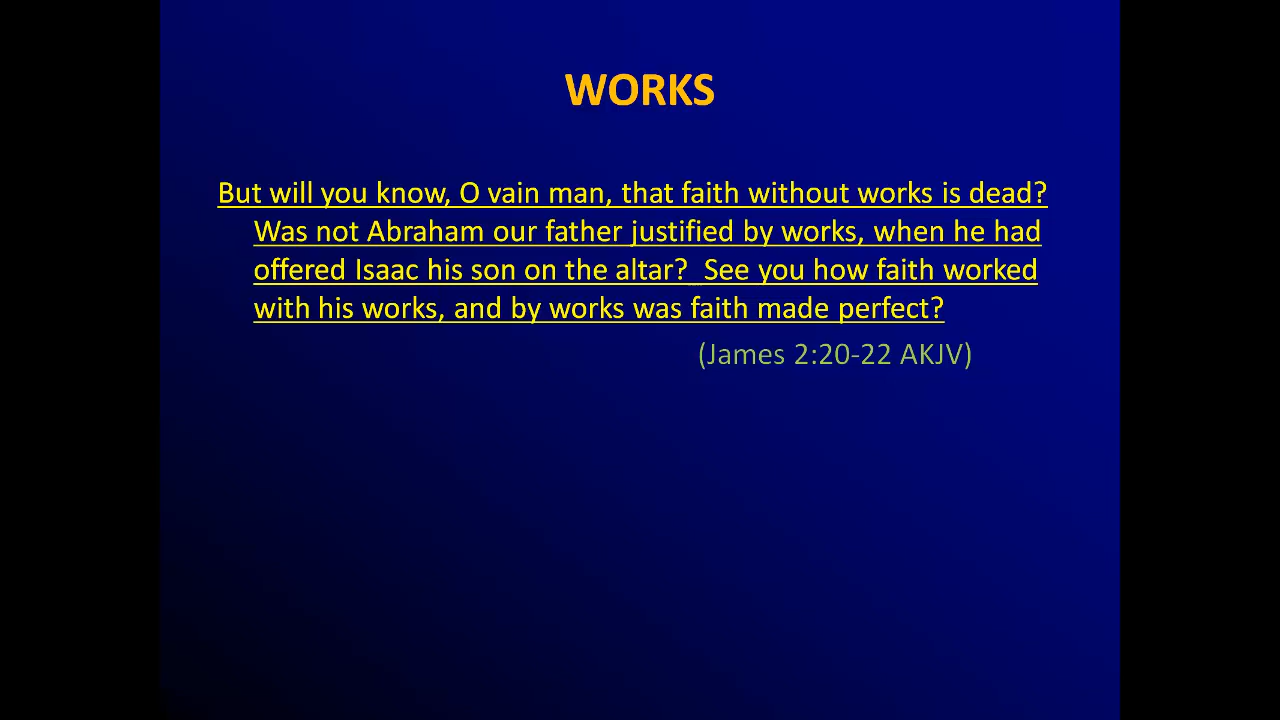 WORKS
But will you know, O vain man, that faith without works is dead?
Was not Abraham our father justified by works, when he had
offered Isaac his son on the altar?  See you how faith worked
with his works, and by works was faith made perfect?
(James 2:20-22 AKJV)